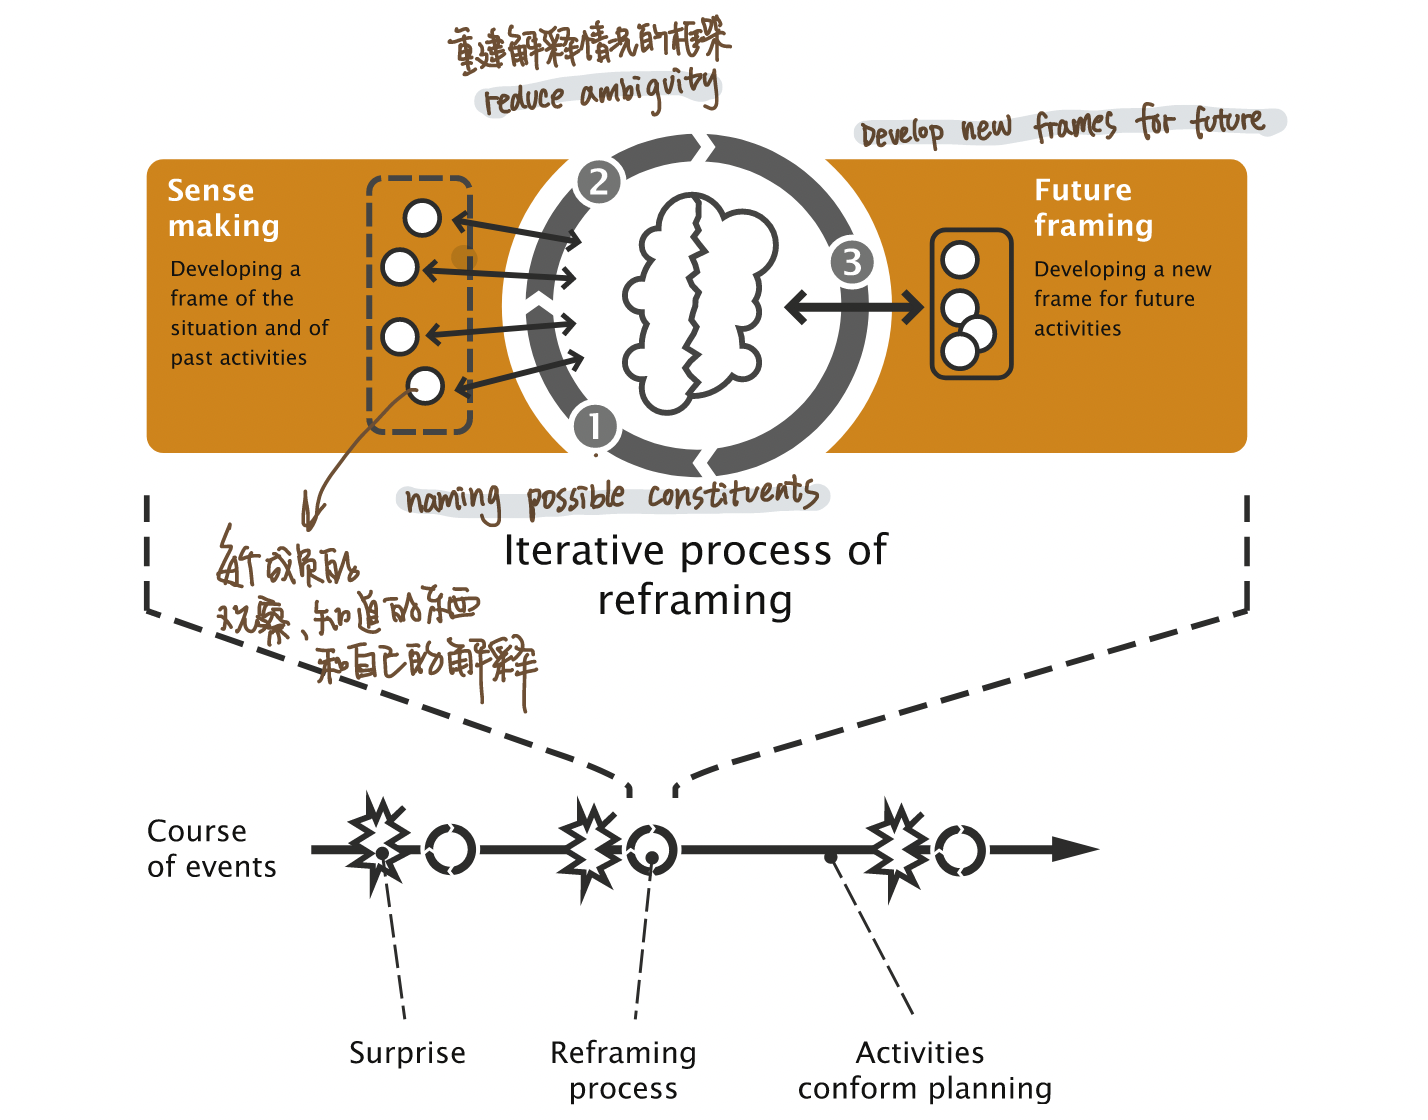 重建解释情况的框架
reduce ambiguity
Develop new frames for future
Sense
making
Developing a
frame of the
situation and of
past activities
2
3
1
Future
framing
Developing a new
frame for future
activities
naming possible constituents
Iterative process of
reframing
成员的
观察、知道的东西
和自己的解释
Course
of events
Surprise
Reframing
process
Activities
conform planning